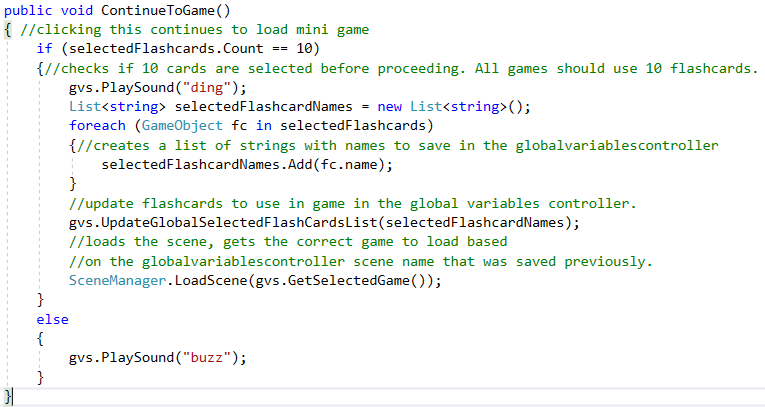 public void ContinueToGame()
{ //clicking this continues to load mini game
if (selectedFlashcards.Count == 10)
{//checks if 10 cards are selected before proceeding. All games should use 10 flashcards.
gvs.PlaySound("ding");
List<string> selectedFlashcardNames = new List<string>();
foreach (GameObject fc in selectedFlashcards)
{//creates a list of strings with names to save in the globalvariablescontroller
selectedFlashcardNames.Add(fc.name);
}
//update flashcards to use in game in the global variables controller.
gvs.UpdateGlobalSelectedFlashCardsList(selectedFlashcardNames);
//loads the scene, gets the correct game to load based
//on the globalvariablescontroller scene name that was saved previously.
SceneManager.LoadScene(gvs.GetSelectedGame());
}
else
{
gvs.PlaySound("buzz");
}
}